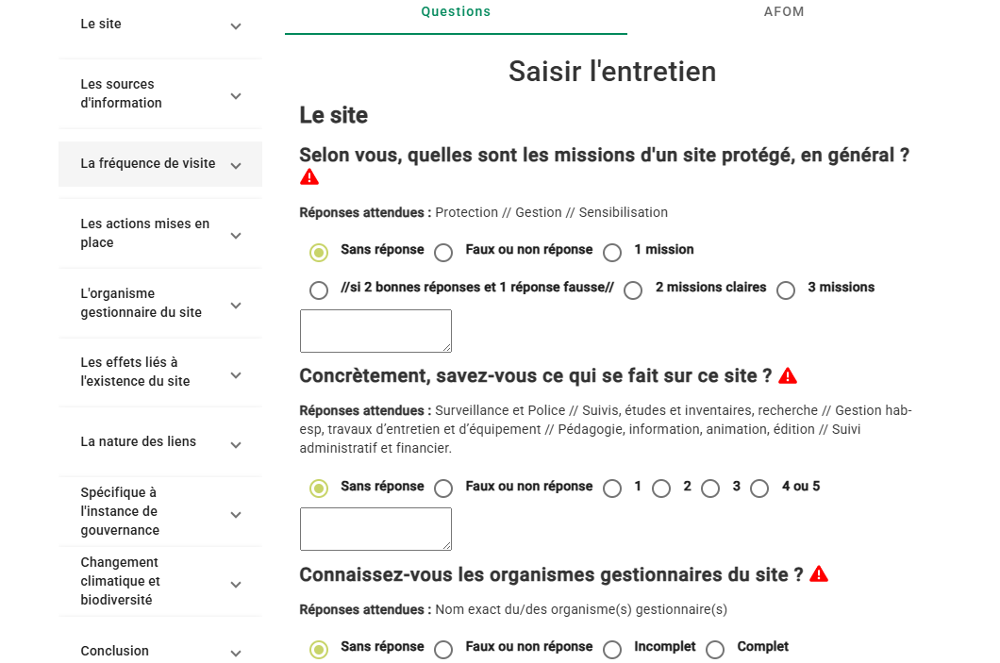 Le site
Les sources
d'information
La fréquence de visite
Les actions mises en
place
L'organisme
gestionnaire du site
Les effets liés à
l'existence du site
La nature des liens
Spécifique à
l'instance de
gouvernance
Changement
climatique et
biodiversité
Conclusion
Questions
AFOM
Saisir l'entretien
Le site
Selon vous, quelles sont les missions d'un site protégé, en général ?
Réponses attendues : Protection // Gestion // Sensibilisation
Sans réponse Faux ou non réponse 1 mission
//si 2 bonnes réponses et 1 réponse fausse// 2 missions claires 3 missions
Concrètement, savez-vous ce qui se fait sur ce site ?
Réponses attendues : Surveillance et Police // Suivis, études et inventaires, recherche // Gestion hab-
esp, travaux d’entretien et d’équipement // Pédagogie, information, animation, édition // Suivi
administratif et financier.
Sans réponse Faux ou non réponse 1 2 3 4 ou 5
Connaissez-vous les organismes gestionnaires du site ?
Réponses attendues : Nom exact du/des organisme(s) gestionnaire(s)
Sans réponse Faux ou non réponse Incomplet Complet